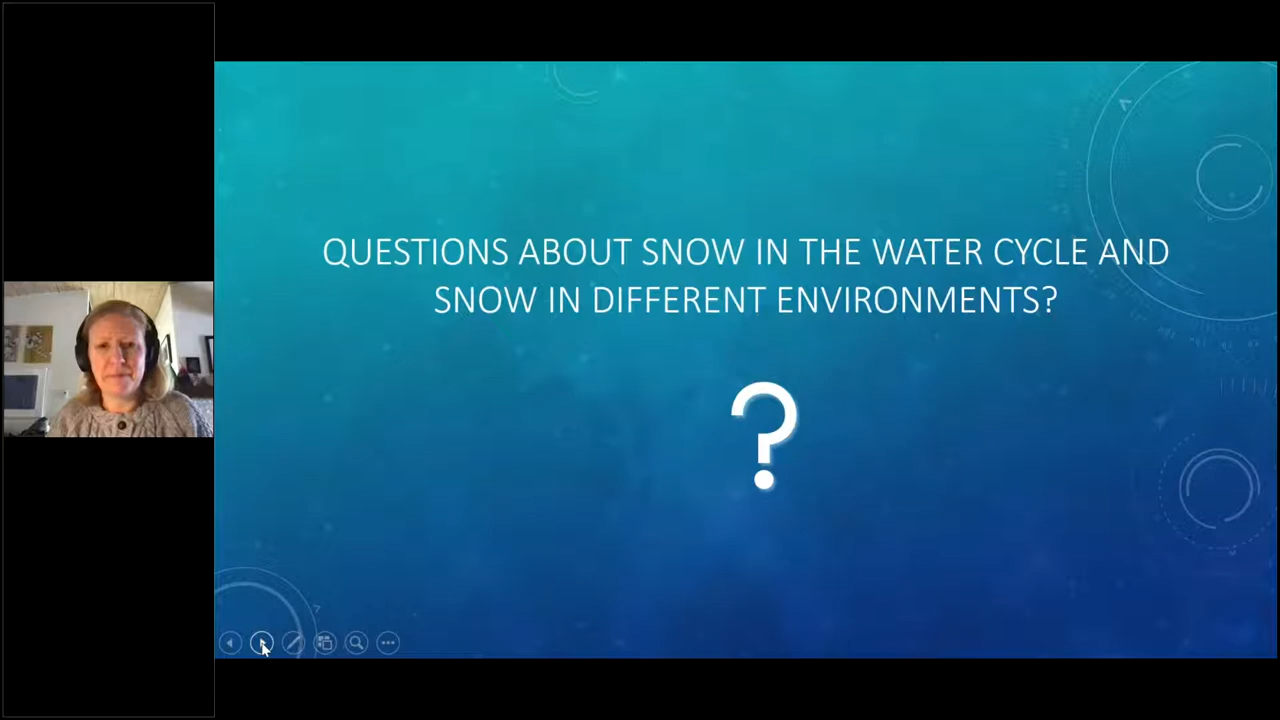 QUESTIONS ABOUT SNOW IN THE WATER CYCLE AND
SNOW IN DIFFERENT ENVIRONMENTS?
?